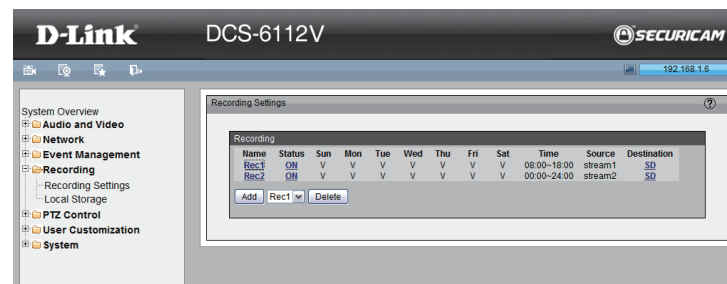 D-Link
DCS-6112V
SECURICAM
192.168.1.6
System Overview
Audio and Video
Network
Event Management
Recording
Recording Settings
Local Storage
PTZ Control
User Customization
System
Recording Settings
?
Recording
Name Status Sun Mon Tue Wed Thu Fri Sat Time Source Destination
Rec1 ON V V V V V V V 08:00~18:00 stream1 SD
Rec2 ON V V V V V V V 00:00~24:00 stream2 SD
Add Rec1 Delete